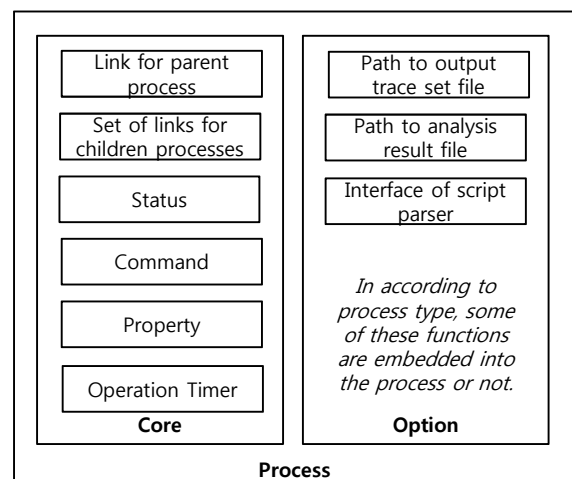 Link for parent
process
Set of links for
children processes
Status
Command
Property
Operation Timer
Core
Path to output
trace set file
Path to analysis
result file
Interface of script
parser
In according to
process type, some
of these functions
are embedded into
the process or not.
Option
Process